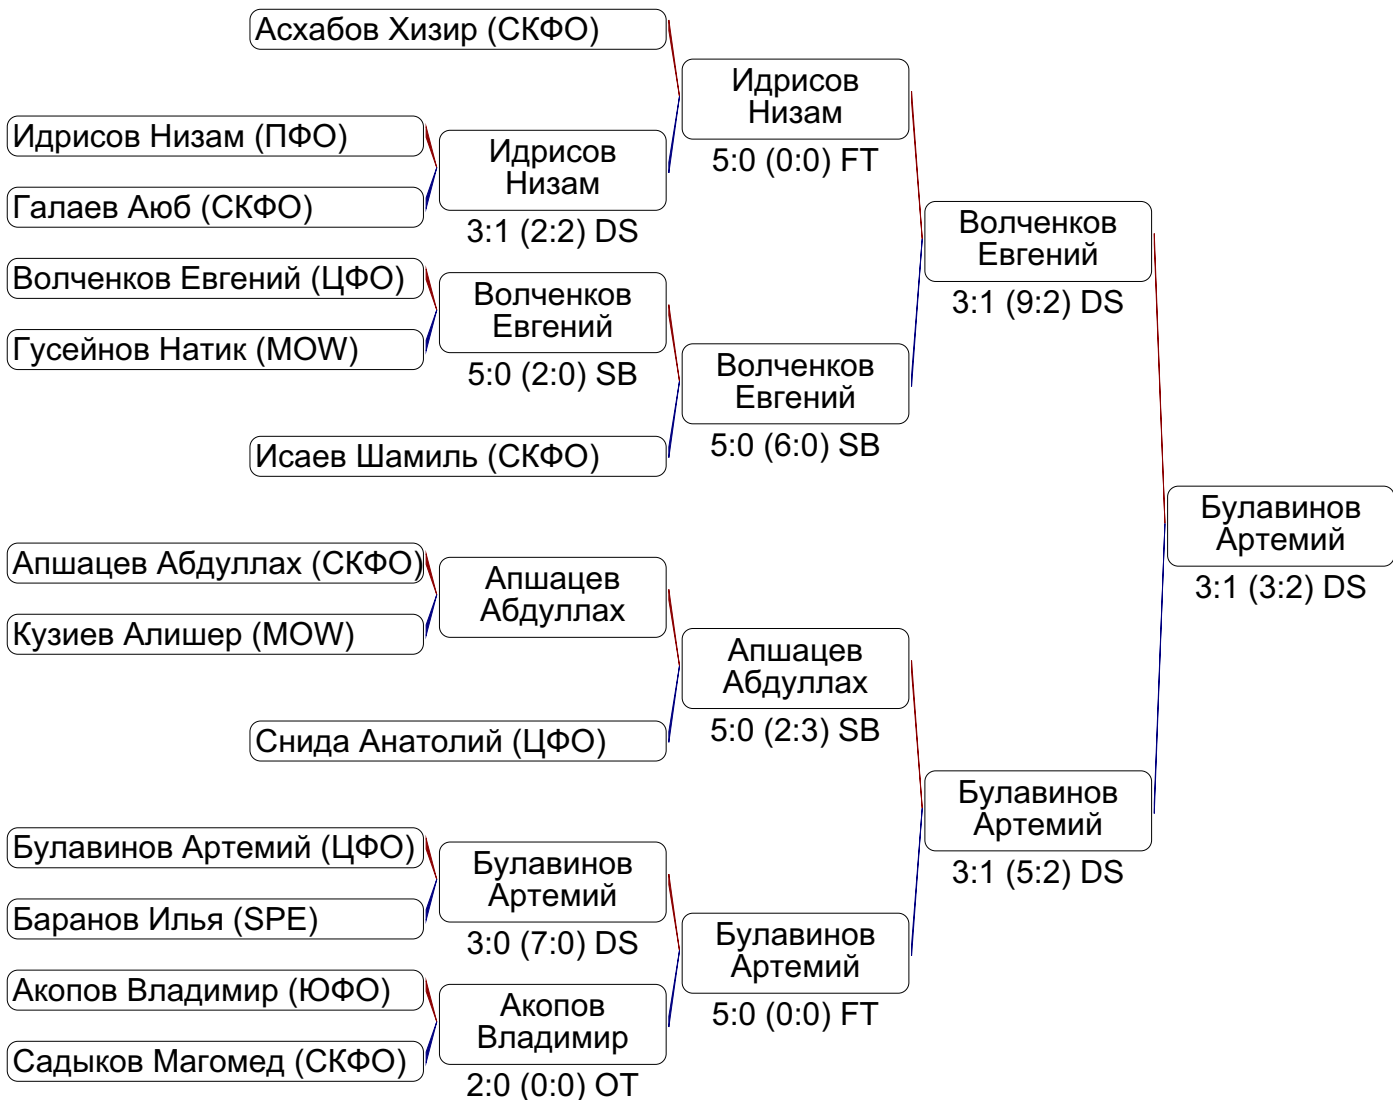 Асхабов Хизир (СКФО)
Идрисов
Низам
5:0 (0:0) FT
Идрисов Низам (ПФО)
Идрисов
Низам
3:1 (2:2) DS
Галаев Аюб (СКФО)
Волченков
Евгений
3:1 (9:2) DS
Волченков Евгений (ЦФО)
Волченков
Евгений
5:0 (2:0) SB
Гусейнов Натик (MOW)
Волченков
Евгений
5:0 (6:0) SB
Исаев Шамиль (СКФО)
Булавинов
Артемий
3:1 (3:2) DS
Апшацев Абдуллах (СКФО)
Апшацев
Абдуллах
Кузиев Алишер (MOW)
Апшацев
Абдуллах
5:0 (2:3) SB
Снида Анатолий (ЦФО)
Булавинов
Артемий
3:1 (5:2) DS
Булавинов Артемий (ЦФО)
Булавинов
Артемий
3:0 (7:0) DS
Баранов Илья (SPE)
Булавинов
Артемий
5:0 (0:0) FT
Акопов Владимир (ЮФО)
Акопов
Владимир
2:0 (0:0) OT
Садыков Магомед (СКФО)